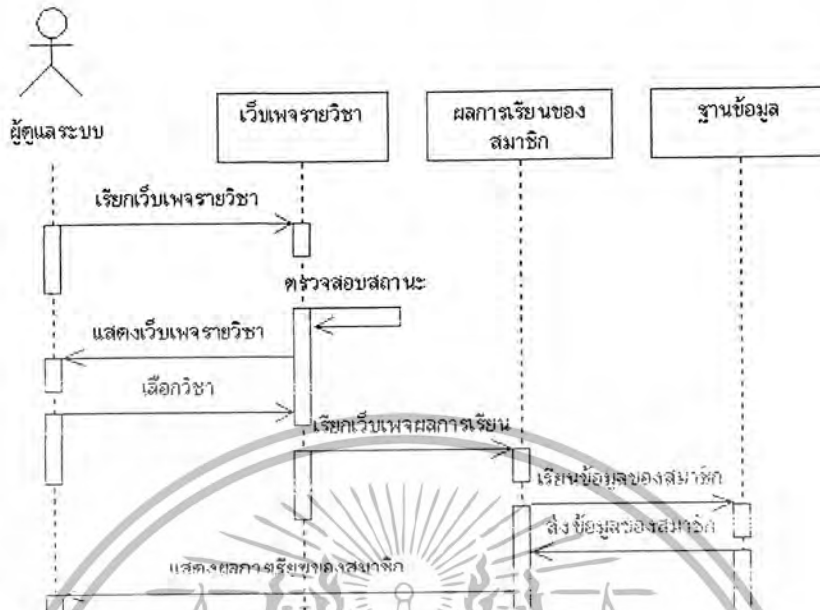 ผู้ดูแลระบบ
เว็บเพจรายวิชา
ผลการเรียนของ
สมาชิก
ฐานข้อมูล
เรียกเว็บเพจรายวิชา
ตรวจสอบสถานะ
แสดงเว็บเพจรายวิชา
เลือกวิชา
เรียกเว็บเพจผลการเรียน
เรียนข้อมูลของสมาชิก
ส่งข้อมูลของสมาชิก
แสดงผลการเรียนของสมาชิก